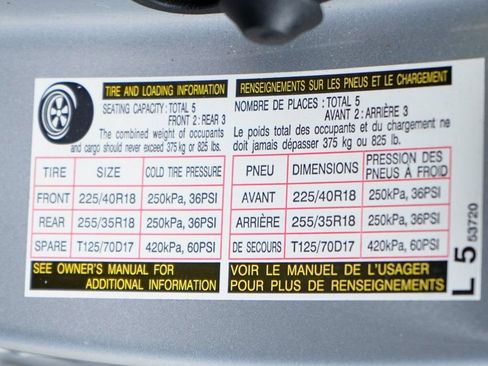 TIRE AND LOADING INFORMATION
SEATING CAPACITY: TOTAL 5
FRONT 2: REAR 3
The combined weight of occupants
and cargo should never exceed 375 kg or 825 lbs.
TIRE SIZE COLD TIRE PRESSURE
FRONT 225/40R18 250kPa, 36PSI
REAR 255/35R18 250kPa, 36PSI
SPARE T125/70D17 420kPa, 60PSI
SEE OWNER'S MANUAL FOR
ADDITIONAL INFORMATION
RENSEIGNEMENTS SUR LES PNEUS ET LE CHARGEMENT
NOMBRE DE PLACES: TOTAL 5
AVANT 2: ARRIÈRE 3
Le poids total des occupants et du chargement ne
doit jamais dépasser 375 kg ou 825 lb.
PNEU DIMENSIONS PRESSION DES
PNEUS À FROID
AVANT 225/40R18 250kPa, 36PSI
ARRIÈRE 255/35R18 250kPa, 36PSI
DE SECOURS T125/70D17 420kPa, 60PSI
VOIR LE MANUEL DE L'USAGER
POUR PLUS DE RENSEIGNEMENTS
L 5 53720